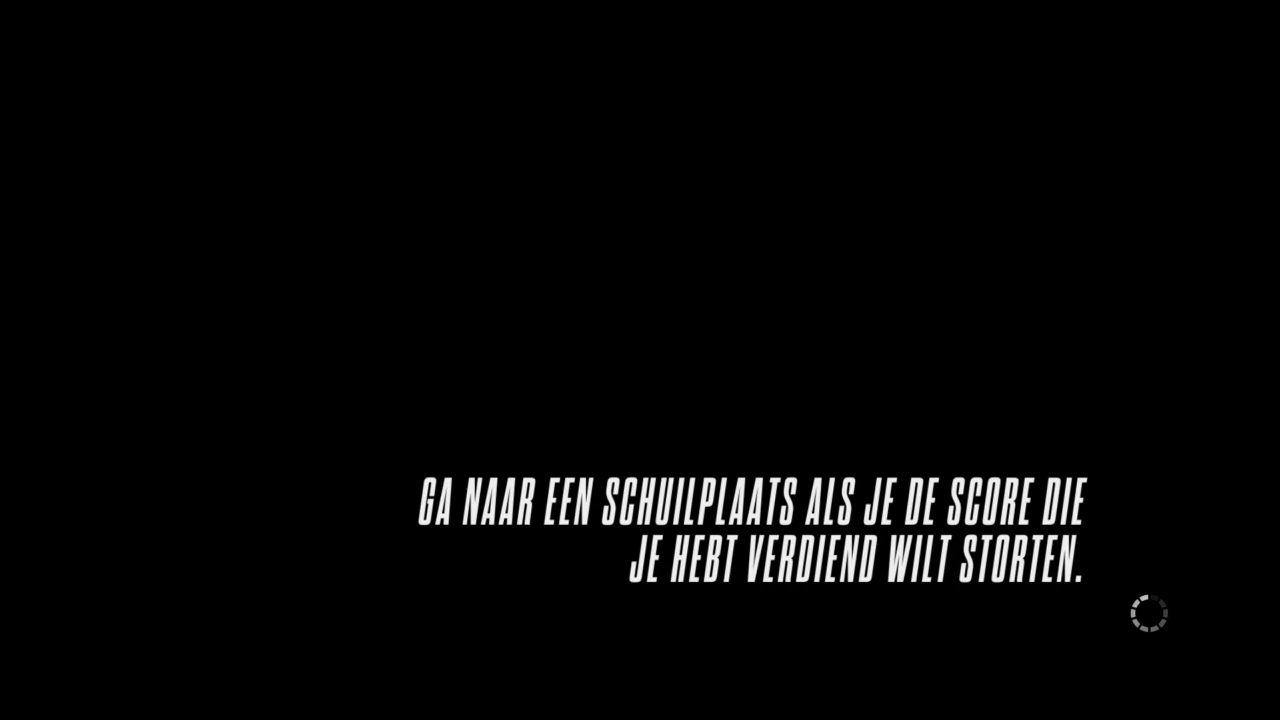 GA NAAR EEN SCHUILPLAATS ALS JE DE SCORE DIE
JE HEBT VERDIEND WILT STORTEN.